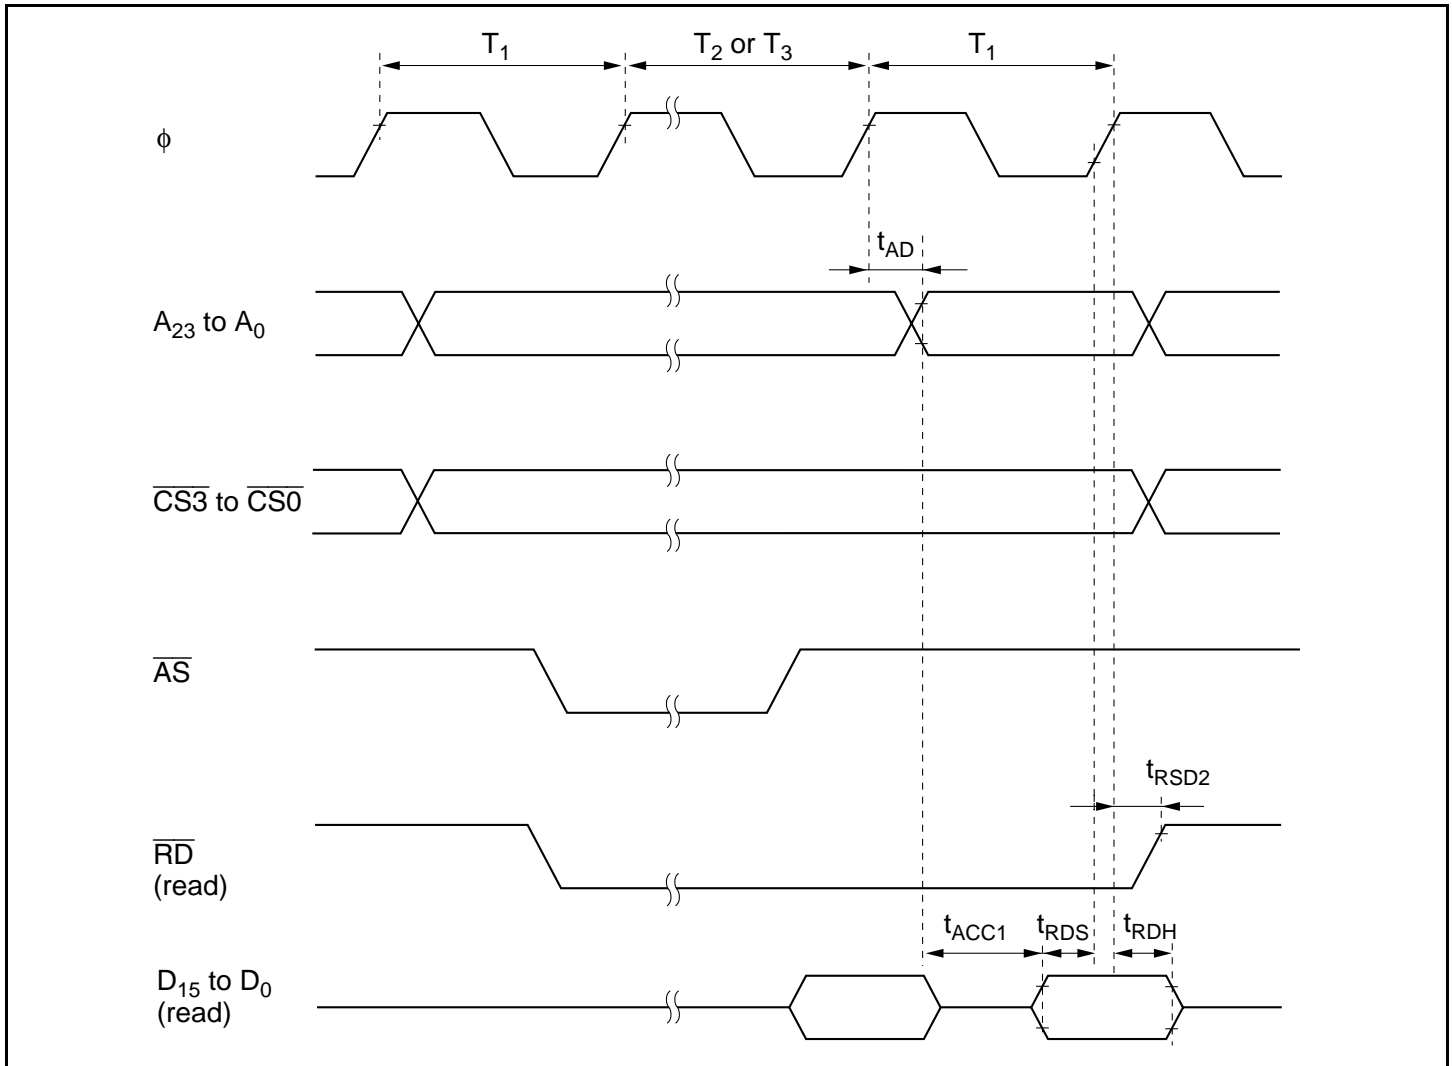 T1 T2 or T3 T1
ϕ
tAD
A23 to A0
CS3 to CS0
AS
tRSD2
RD
(read)
tACC1 tRDS tRDH
D15 to D0
(read)